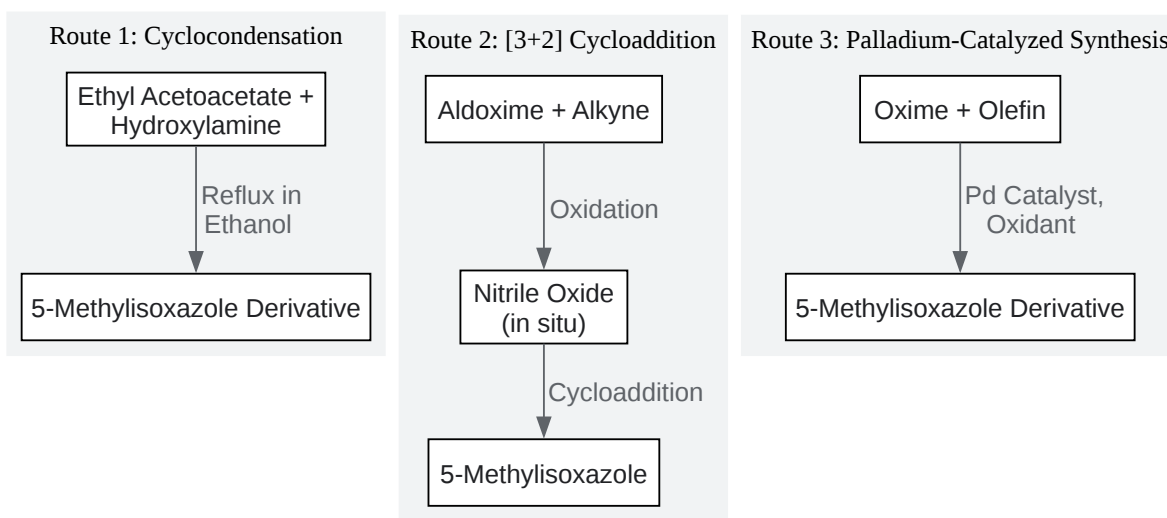 Route 1: Cyclocondensation
Ethyl Acetoacetate +
Hydroxylamine
Reflux in
Ethanol
5-Methylisoxazole Derivative
Route 2: [3+2] Cycloaddition
Aldoxime + Alkyne
Oxidation
Nitrile Oxide
(in situ)
Cycloaddition
5-Methylisoxazole
Route 3: Palladium-Catalyzed Synthesis
Oxime + Olefin
Pd Catalyst,
Oxidant
5-Methylisoxazole Derivative